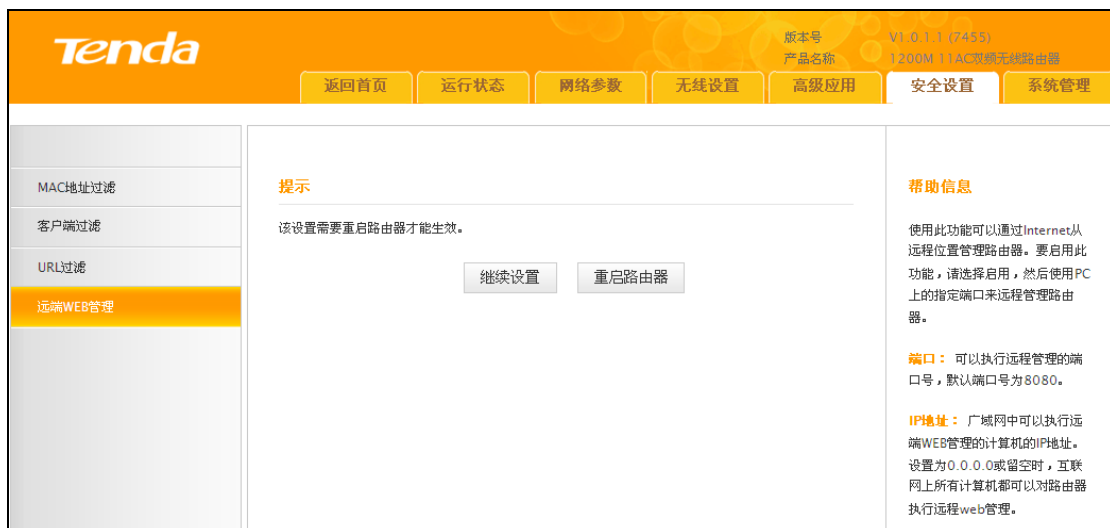 Tenda
版本号 V1.0.1.1 (7455)
产品名称 1200M 11AC双频无线路由器
返回首页 运行状态 网络参数 无线设置 高级应用 安全设置 系统管理
MAC地址过滤
客户端过滤
URL过滤
远端WEB管理
提示
该设置需要重启路由器才能生效。
继续设置 重启路由器
帮助信息
使用此功能可以通过Internet从
远程位置管理路由器。要启用此
功能，请选择启用，然后使用PC
上的指定端口来远程管理路由
器。
端口： 可以执行远程管理的端
口号，默认端口号为8080。
IP地址： 广域网中可以执行远
端WEB管理的计算机的IP地址。
设置为0.0.0.0或留空时，互联
网上所有计算机都可以对路由器
执行远程web管理。